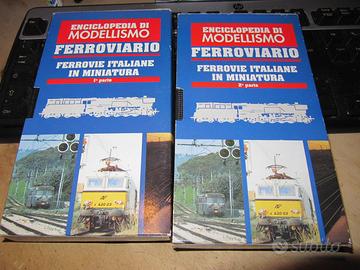 ENCICLOPEDIA DI
MODELLISMO
FERROVIARIO
FERROVIE ITALIANE
IN MINIATURA
1ª parte
ENCICLOPEDIA DI
MODELLISMO
FERROVIARIO
FERROVIE ITALIANE
IN MINIATURA
2ª parte
subito